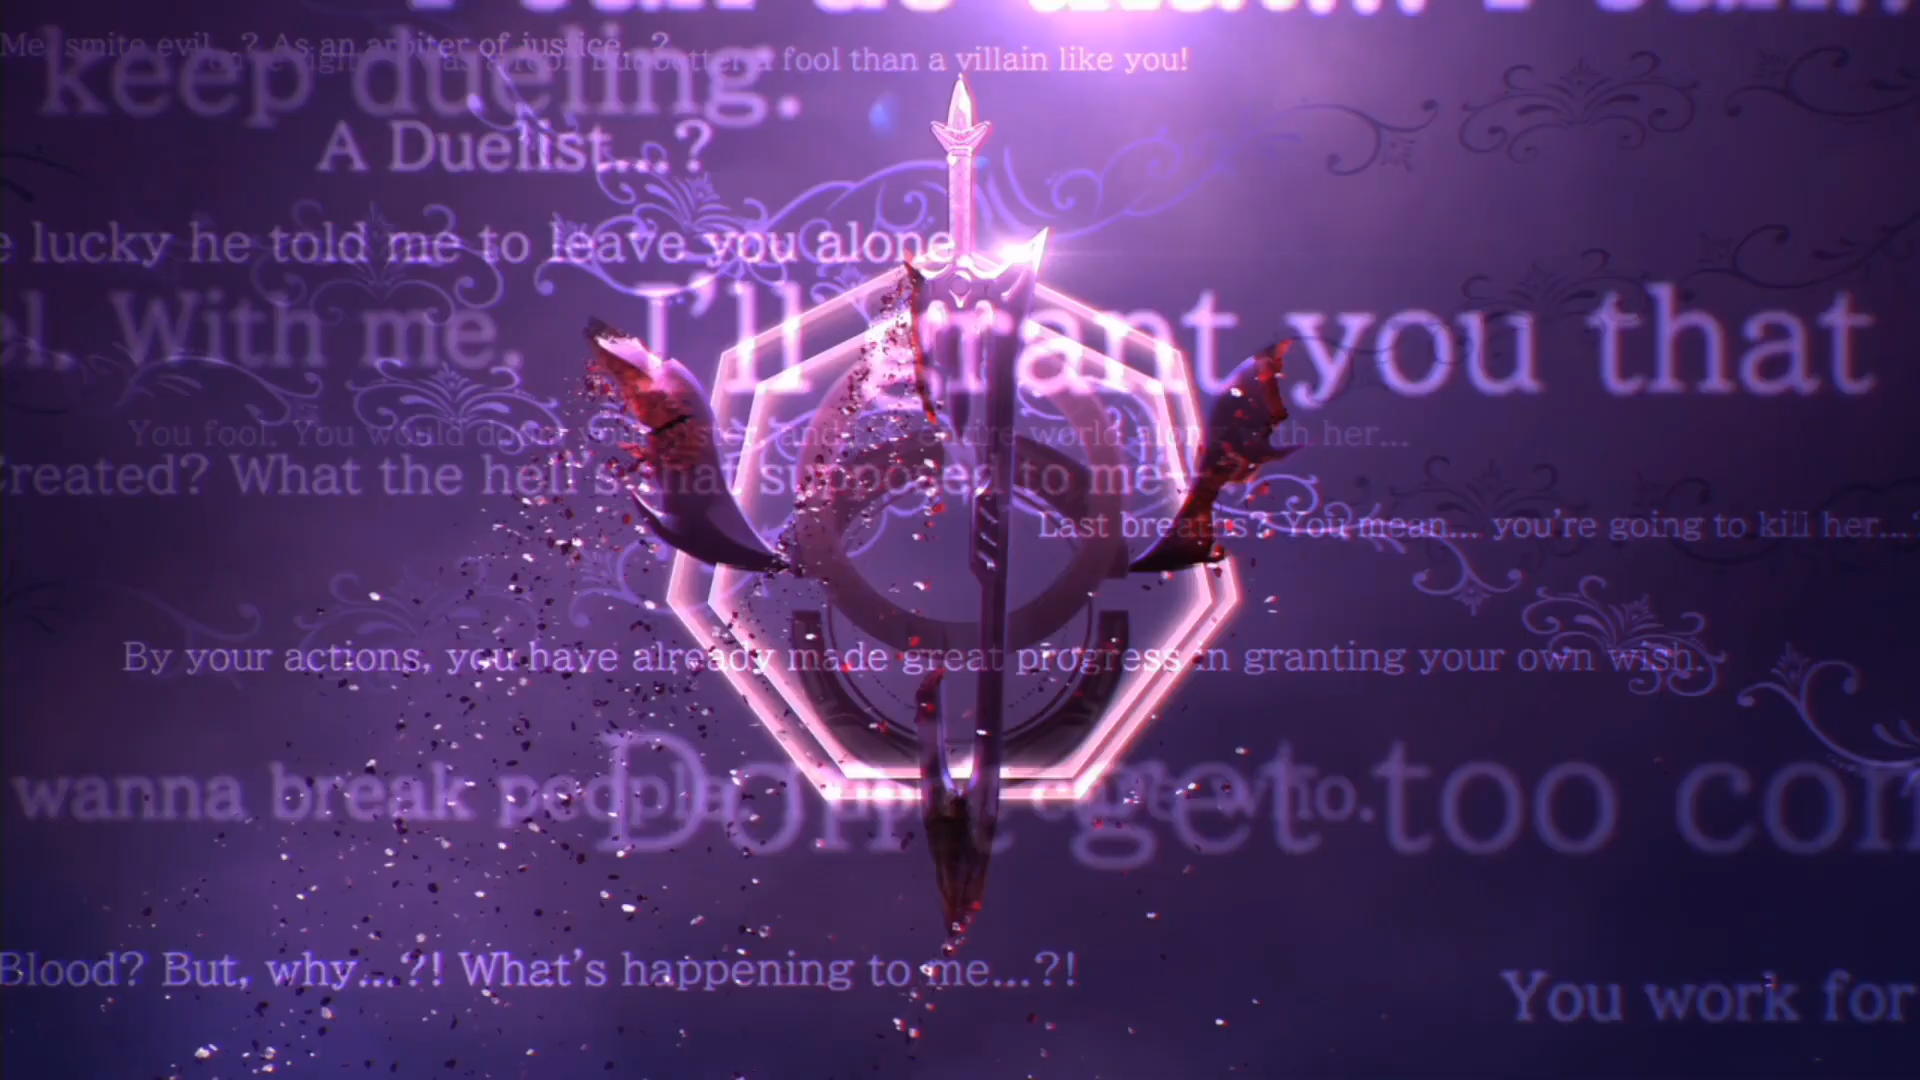 Me, smite evil...? As an arbiter of justice...?
fool than a villain like you!
keep dueling.
A Duelist...?
lucky he told me to leave you alone
With me.
I'll grant you that
You fool. You would doom your sister and the entire world along with her...
Created? What the hell's that supposed to me
Last breaths? You mean... you're going to kill her...
By your actions, you have already made great progress in granting your own wish.
wanna break people
who.
Don't get too com
Blood? But, why...?! What's happening to me...?!
You work for